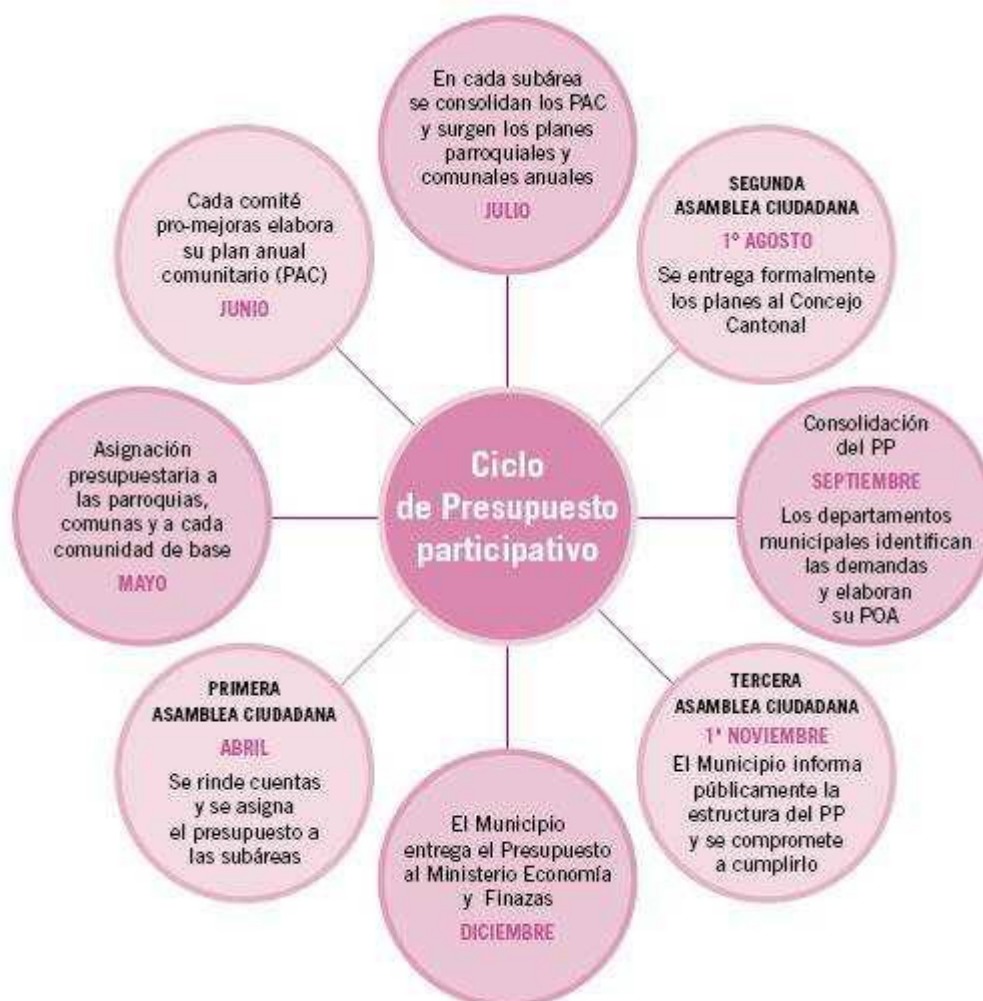 En cada subárea
se consolidan los PAC
y surgen los planes
parroquiales y
comunales anuales
JULIO
SEGUNDA
ASAMBLEA CIUDADANA
1° AGOSTO
Se entrega formalmente
los planes al Concejo
Cantonal
Consolidación
del PP
SEPTIEMBRE
Los departamentos
municipales identifican
las demandas
y elaboran
su POA
TERCERA
ASAMBLEA CIUDADANA
1ª NOVIEMBRE
El Municipio informa
públicamente la
estructura del PP
y se compromete
a cumplirlo
El Municipio
entrega el Presupuesto
al Ministerio Economía
y Finazas
DICIEMBRE
PRIMERA
ASAMBLEA CIUDADANA
ABRIL
Se rinde cuentas
y se asigna
el presupuesto a
las subáreas
Asignación
presupuestaria a
las parroquias,
comunas y a cada
comunidad de base
MAYO
Cada comité
pro-mejoras elabora
su plan anual
comunitario (PAC)
JUNIO
Ciclo
de Presupuesto
participativo